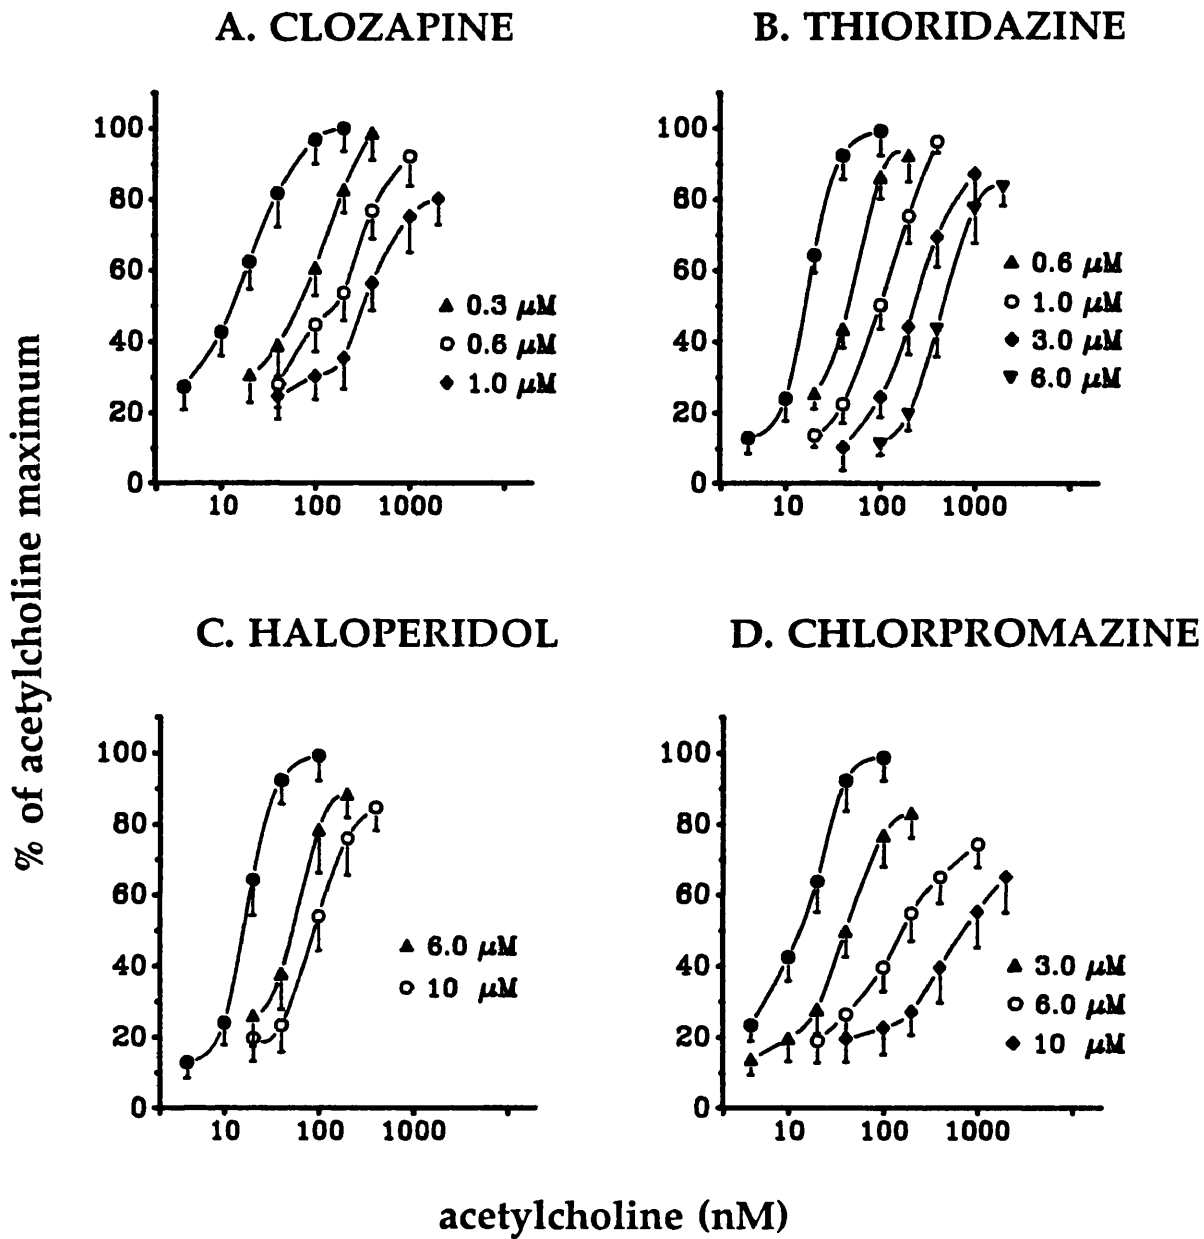 A. CLOZAPINE
100
80
60
40
20
0
10 100 1000
▲ 0.3 µM
○ 0.6 µM
◆ 1.0 µM
B. THIORIDAZINE
100
80
60
40
20
0
10 100 1000
▲ 0.6 µM
○ 1.0 µM
◆ 3.0 µM
▼ 6.0 µM
% of acetylcholine maximum
C. HALOPERIDOL
100
80
60
40
20
0
10 100 1000
▲ 6.0 µM
○ 10 µM
D. CHLORPROMAZINE
100
80
60
40
20
0
10 100 1000
▲ 3.0 µM
○ 6.0 µM
◆ 10 µM
acetylcholine (nM)